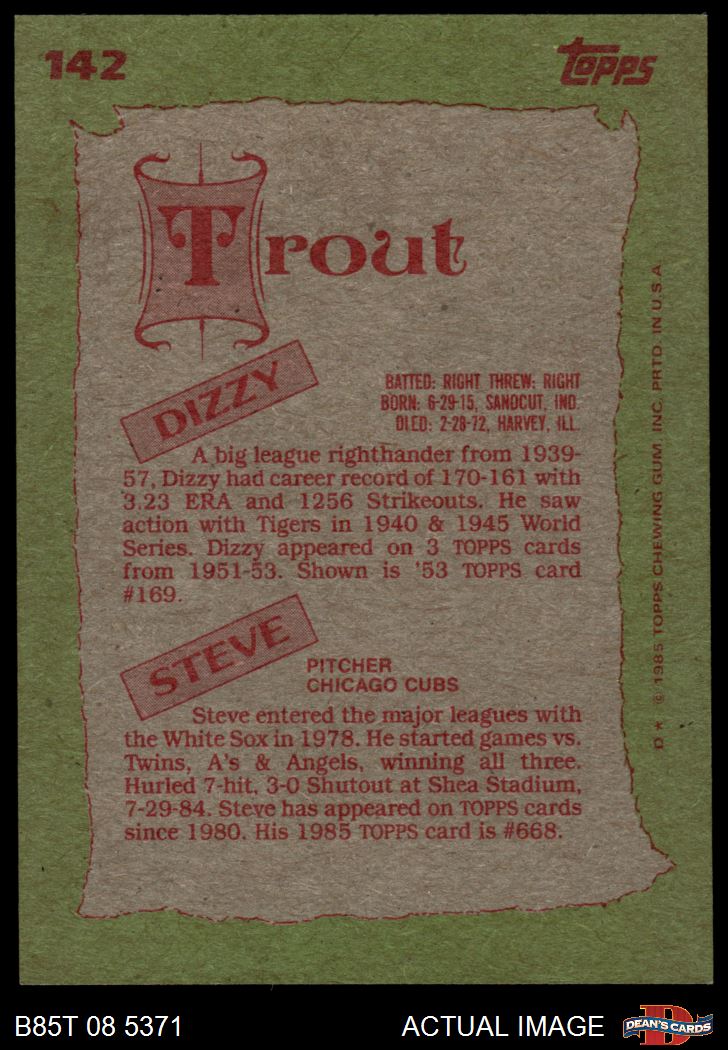 142
TOPPS
Trout
DIZZY
BATTED: RIGHT THREW: RIGHT
BORN: 6-29-15, SANDCUT, IND.
DIED: 2-28-72, HARVEY, ILL.
A big league righthander from 1939-
57, Dizzy had career record of 170-161 with
3.23 ERA and 1256 Strikeouts. He saw
action with Tigers in 1940 & 1945 World
Series. Dizzy appeared on 3 TOPPS cards
from 1951-53. Shown is '53 TOPPS card
#169.
STEVE
PITCHER
CHICAGO CUBS
Steve entered the major leagues with
the White Sox in 1978. He started games vs.
Twins, A's & Angels, winning all three.
Hurled 7-hit, 3-0 Shutout at Shea Stadium,
7-29-84. Steve has appeared on TOPPS cards
since 1980. His 1985 TOPPS card is #668.
D* © 1985 TOPPS CHEWING GUM, INC. PRTD. IN U.S.A.
B85T 08 5371
ACTUAL IMAGE
D
DEAN'S CARDS